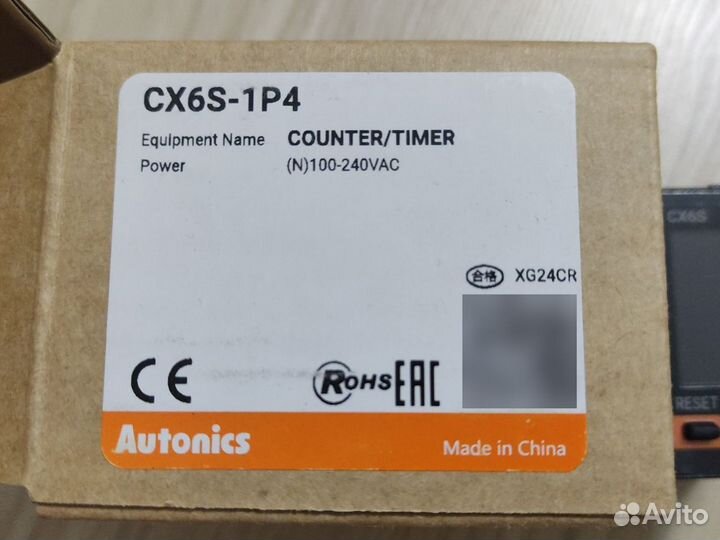 CX6S-1P4
Equipment Name COUNTER/TIMER
Power (N)100-240VAC
CX6S
合格 XG24CR
CE RoHS EAC
RESET
Autonics Made in China
Avito